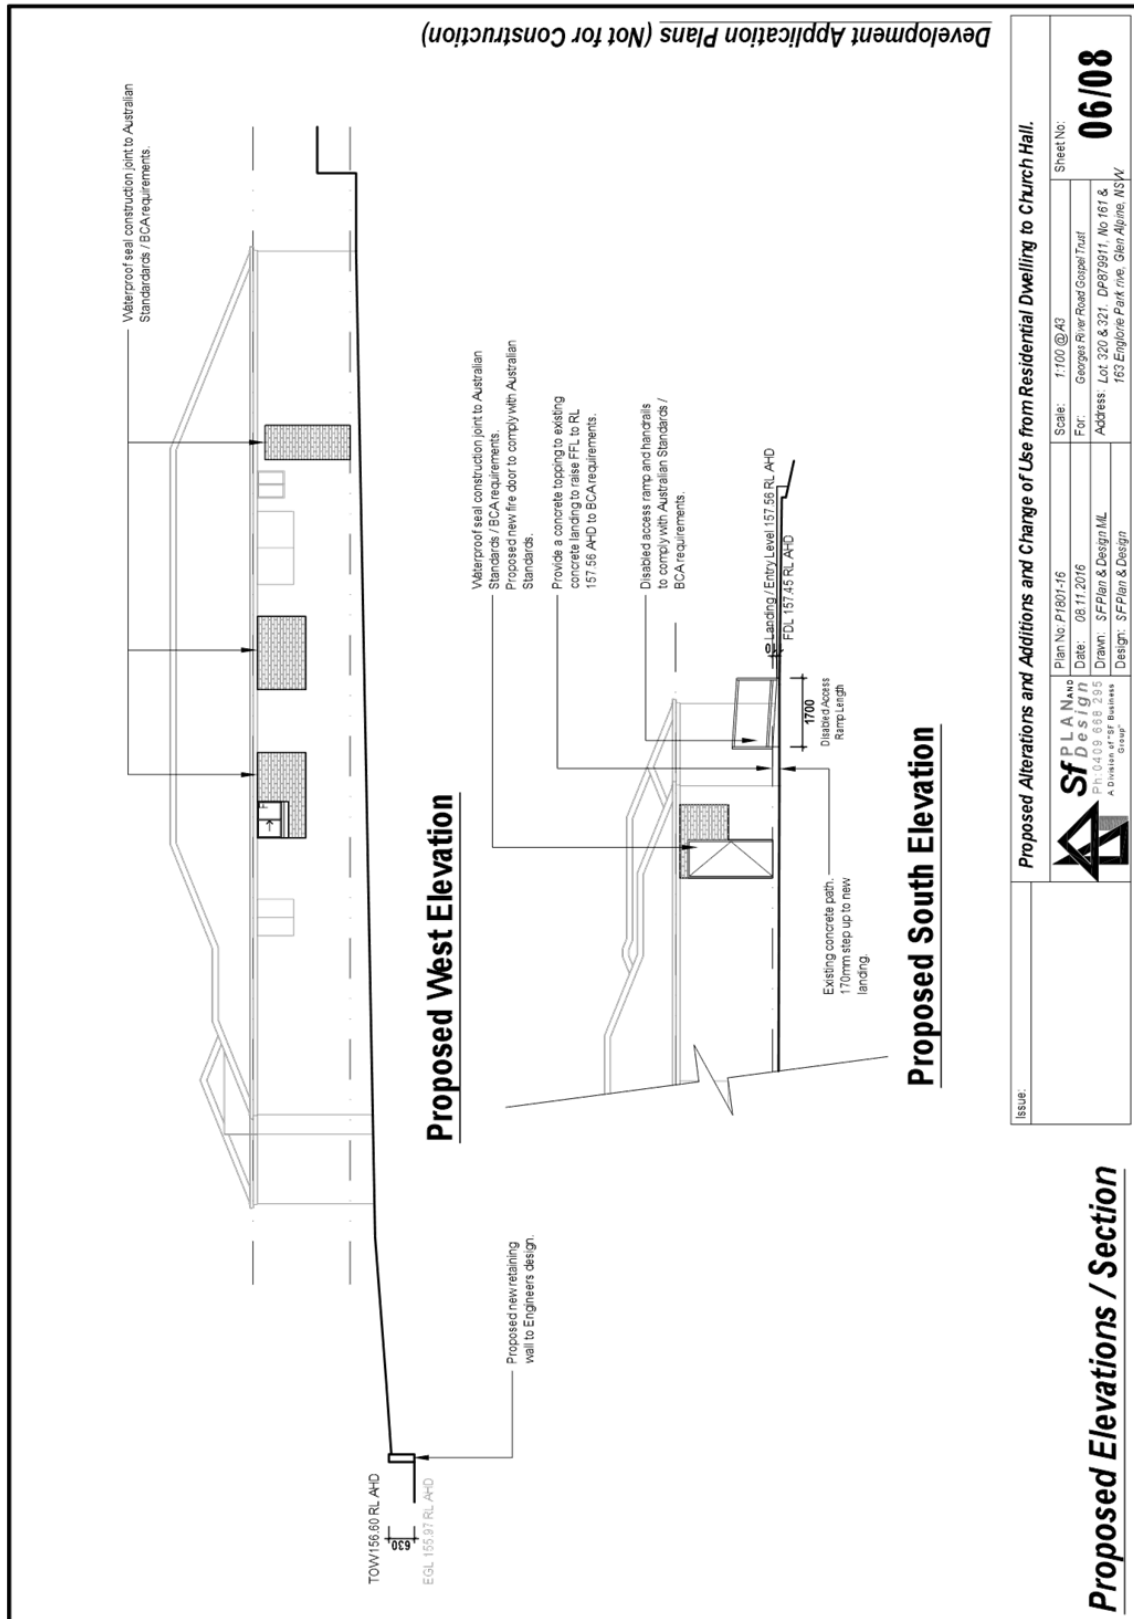 Development Application Plans (Not for Construction)
Waterproof seal construction joint to Australian
Standardards / BCA requirements.
Proposed West Elevation
TOW 156.60 RL AHD
630
EGL 155.97 RL AHD
Proposed new retaining
wall to Engineers design.
Waterproof seal construction joint to Australian
Standards / BCA requirements.
Proposed new fire door to comply with Australian
Standards.
Provide a concrete topping to existing
concrete landing to raise FFL to RL
157.56 AHD to BCA requirements.
Disabled access ramp and handrails
to comply with Australian Standards /
BCA requirements.
Landing / Entry Level 157.56 RL AHD
FDL 157.45 RL AHD
1700
Disabled Access
Ramp Length
Existing concrete path.
170mm step up to new
landing.
Proposed South Elevation
Proposed Elevations / Section
Issue:
Proposed Alterations and Additions and Change of Use from Residential Dwelling to Church Hall.
Sf PLAN AND
Design
Ph: 0409 668 295
A Division of "SF Business
Group"
Plan No: P1801-16
Date: 08.11.2016
Drawn: SFPlan & Design ML
Design: SFPlan & Design
Scale: 1:100 @ A3
For: Georges River Road Gospel Trust
Address: Lot 320 & 321, DP879911, No 161 &
163 Englorie Park rive, Glen Alpine, NSW
Sheet No:
06/08